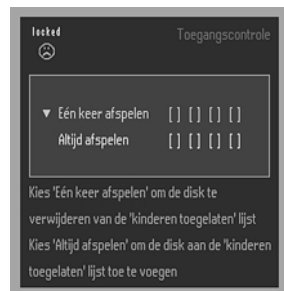 locked
Toegangscontrole
▼ Eén keer afspelen [ ] [ ] [ ] [ ]
Altijd afspelen [ ] [ ] [ ] [ ]
Kies 'Eén keer afspelen' om de disk te
verwijderen van de 'kinderen toegelaten' lijst
Kies 'Altijd afspelen' om de disk aan de 'kinderen
toegelaten' lijst toe te voegen